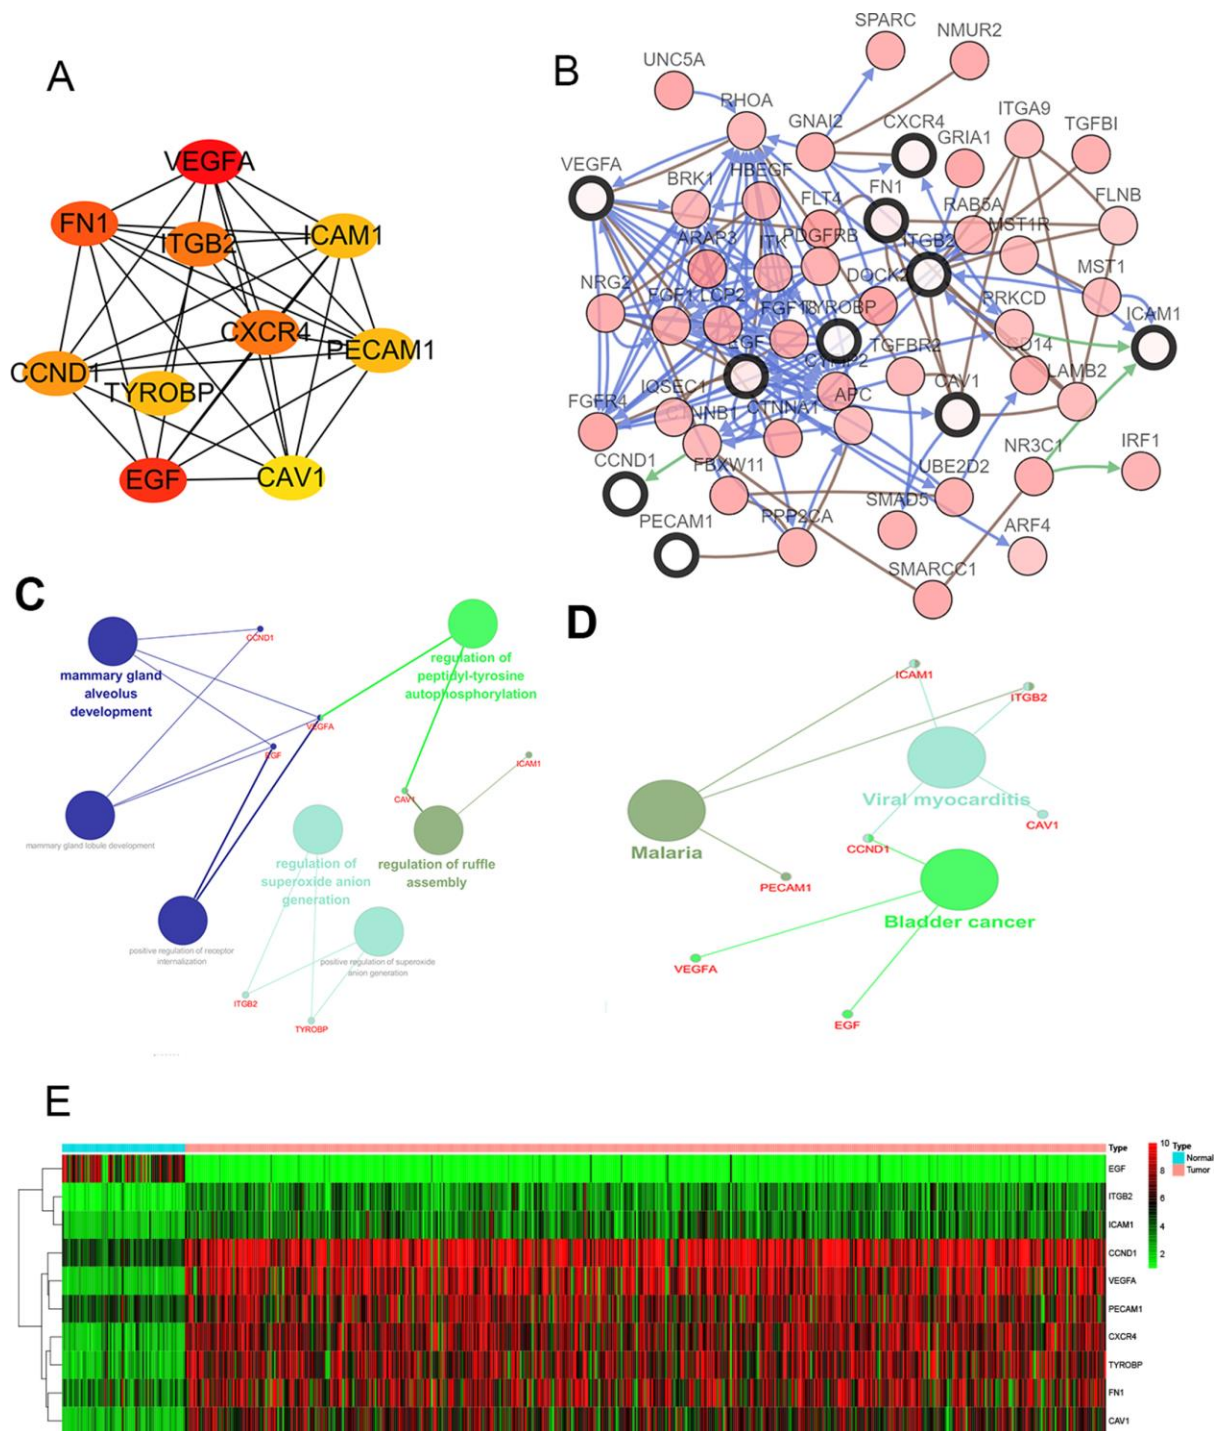 A
VEGFA
FN1
ITGB2
ICAM1
CXCR4
PECAM1
CCND1
TYROBP
EGF
CAV1
B
SPARC
NMUR2
UNC5A
RHOA
GNAI2
CXCR4
ITGA9
GRIA1
TGFBI
VEGFA
BRK1
HBEGF
FLT4
FN1
RAB5A
FLNB
ARAP3
ITK
PDGFRB
ITGB2
MST1R
NRG2
DOCK2
MST1
FGF1
LCP2
FGF18
TYROBP
PRKCD
ICAM1
EGF
TGFBR2
CD14
LAMB2
IQSEC1
APC
CAV1
FGFR4
CTNNB1
CTNNA1
CCND1
FBXW11
UBE2D2
NR3C1
IRF1
PECAM1
PPP2CA
SMAD5
ARF4
SMARCC1
C
CCND1
mammary gland
alveolus
development
regulation of
peptidyl-tyrosine
autophosphorylation
VEGFA
EGF
ICAM1
CAV1
mammary gland lobule development
regulation of
superoxide anion
generation
regulation of ruffle
assembly
positive regulation of receptor
internalization
positive regulation of superoxide
anion generation
ITGB2
TYROBP
D
ICAM1
ITGB2
Viral myocarditis
CAV1
Malaria
CCND1
PECAM1
Bladder cancer
VEGFA
EGF
E
Type
EGF
ITGB2
ICAM1
CCND1
VEGFA
PECAM1
CXCR4
TYROBP
FN1
CAV1
10
8
6
4
2
Type
Normal
Tumor